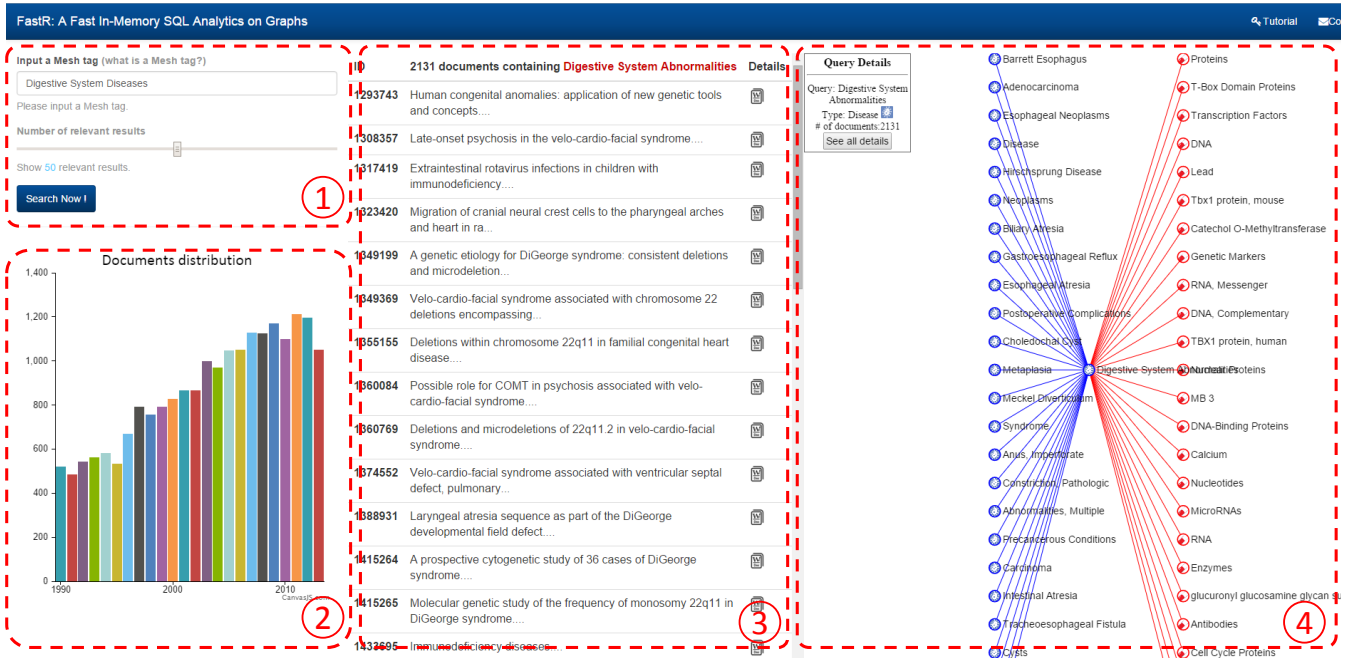 FastR: A Fast In-Memory SQL Analytics on Graphs
Tutorial
Co
Input a Mesh tag (what is a Mesh tag?)
Digestive System Diseases
Please input a Mesh tag.
Number of relevant results
Show 50 relevant results.
Search Now !
1
Documents distribution
1,400
1,200
1,000
800
600
400
200
0
1990
2000
2010
CanvasJS.com
2
ID
2131 documents containing Digestive System Abnormalities
Details
1293743
Human congenital anomalies: application of new genetic tools
and concepts....
1308357
Late-onset psychosis in the velo-cardio-facial syndrome....
1317419
Extraintestinal rotavirus infections in children with
immunodeficiency....
1323420
Migration of cranial neural crest cells to the pharyngeal arches
and heart in ra...
1349199
A genetic etiology for DiGeorge syndrome: consistent deletions
and microdeletion...
1349369
Velo-cardio-facial syndrome associated with chromosome 22
deletions encompassing...
1355155
Deletions within chromosome 22q11 in familial congenital heart
disease....
1360084
Possible role for COMT in psychosis associated with velo-
cardio-facial syndrome....
1360769
Deletions and microdeletions of 22q11.2 in velo-cardio-facial
syndrome....
1374552
Velo-cardio-facial syndrome associated with ventricular septal
defect, pulmonary...
1388931
Laryngeal atresia sequence as part of the DiGeorge
developmental field defect....
1415264
A prospective cytogenetic study of 36 cases of DiGeorge
syndrome....
1415265
Molecular genetic study of the frequency of monosomy 22q11 in
DiGeorge syndrome....
1433695
Immunodeficiency diseases....
3
Query Details
Query: Digestive System
Abnormalities
Type: Disease
# of documents:2131
See all details
Barrett Esophagus
Adenocarcinoma
Esophageal Neoplasms
Disease
Hirschsprung Disease
Neoplasms
Biliary Atresia
Gastroesophageal Reflux
Esophageal Atresia
Postoperative Complications
Choledochal Cyst
Metaplasia
Meckel Diverticulum
Syndrome
Anus, Imperforate
Constriction, Pathologic
Abnormalities, Multiple
Precancerous Conditions
Carcinoma
Intestinal Atresia
Tracheoesophageal Fistula
Cysts
Digestive System Abnormalities
Proteins
T-Box Domain Proteins
Transcription Factors
DNA
Lead
Tbx1 protein, mouse
Catechol O-Methyltransferase
Genetic Markers
RNA, Messenger
DNA, Complementary
TBX1 protein, human
Nuclear Proteins
MB 3
DNA-Binding Proteins
Calcium
Nucleotides
MicroRNAs
RNA
Enzymes
glucuronyl glucosamine glycan su
Antibodies
Cell Cycle Proteins
4